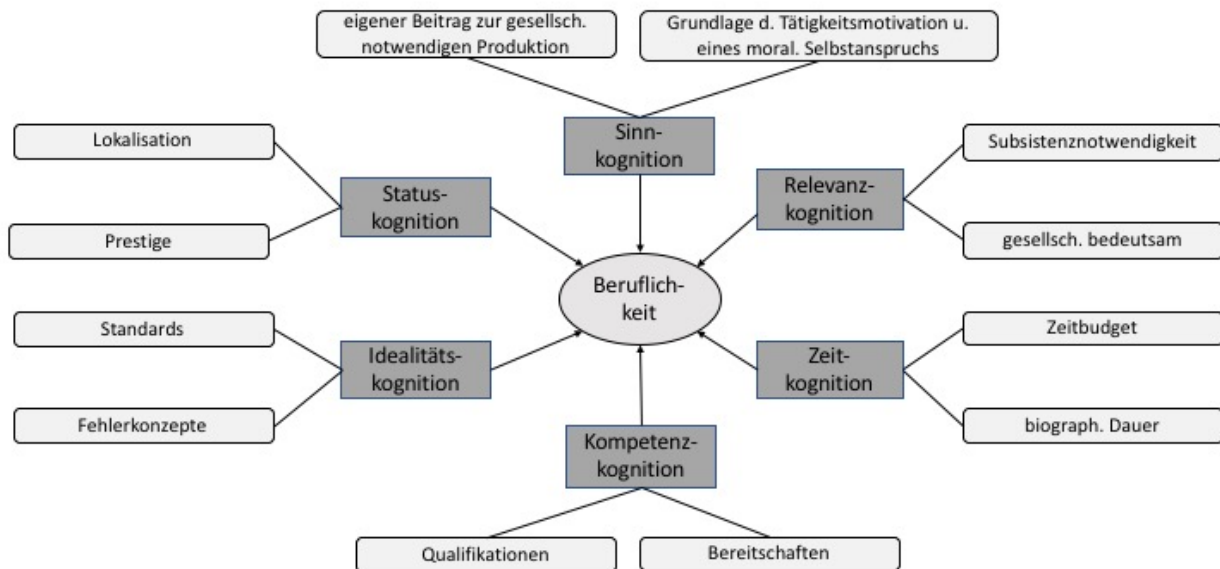 eigener Beitrag zur gesellsch.
notwendigen Produktion
Grundlage d. Tätigkeitsmotivation u.
eines moral. Selbstanspruchs
Sinn-
kognition
Lokalisation
Prestige
Status-
kognition
Subsistenznotwendigkeit
gesellsch. bedeutsam
Relevanz-
kognition
Beruflich-
keit
Standards
Fehlerkonzepte
Idealitäts-
kognition
Zeitbudget
biograph. Dauer
Zeit-
kognition
Kompetenz-
kognition
Qualifikationen
Bereitschaften